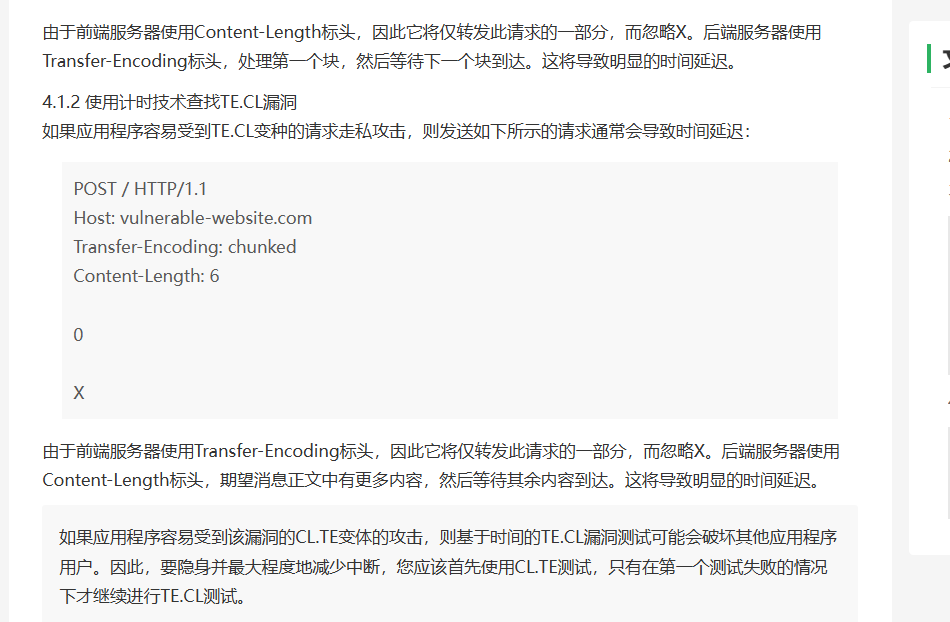 由于前端服务器使用Content-Length标头，因此它将仅转发此请求的一部分，而忽略X。后端服务器使用
Transfer-Encoding标头，处理第一个块，然后等待下一个块到达。这将导致明显的时间延迟。
4.1.2 使用计时技术查找TE.CL漏洞
如果应用程序容易受到TE.CL变种的请求走私攻击，则发送如下所示的请求通常会导致时间延迟：
POST / HTTP/1.1
Host: vulnerable-website.com
Transfer-Encoding: chunked
Content-Length: 6
0
X
由于前端服务器使用Transfer-Encoding标头，因此它将仅转发此请求的一部分，而忽略X。后端服务器使用
Content-Length标头，期望消息正文中有更多内容，然后等待其余内容到达。这将导致明显的时间延迟。
如果应用程序容易受到该漏洞的CL.TE变体的攻击，则基于时间的TE.CL漏洞测试可能会破坏其他应用程序
用户。因此，要隐身并最大程度地减少中断，您应该首先使用CL.TE测试，只有在第一个测试失败的情况
下才继续进行TE.CL测试。